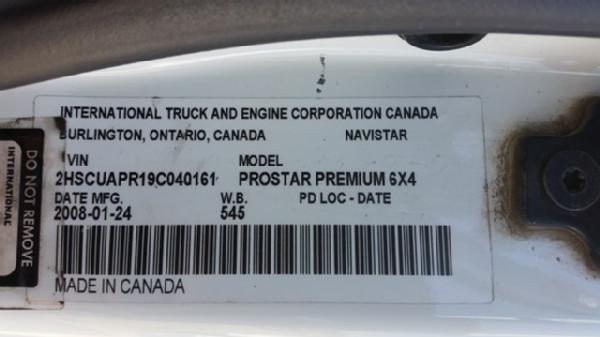 INTERNATIONAL TRUCK AND ENGINE CORPORATION CANADA
BURLINGTON, ONTARIO, CANADA NAVISTAR
VIN MODEL
2HSCUAPR19C040161 PROSTAR PREMIUM 6X4
DATE MFG. W.B. PD LOC - DATE
2008-01-24 545
MADE IN CANADA
INTERNATIONAL
DO NOT REMOVE